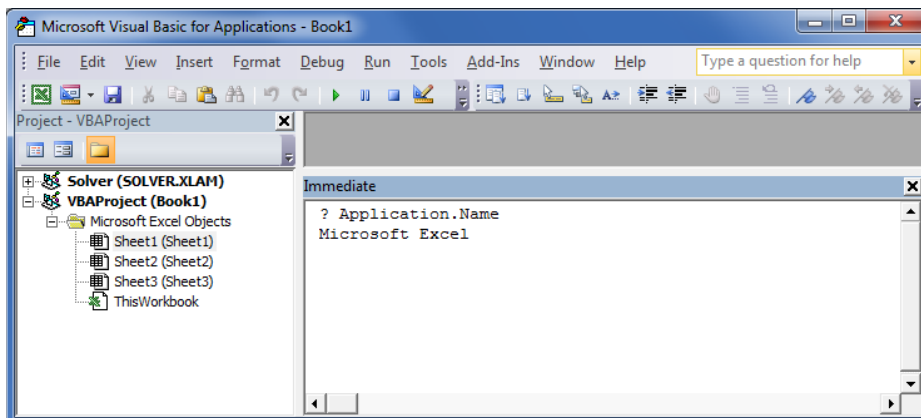 Microsoft Visual Basic for Applications - Book1
File Edit View Insert Format Debug Run Tools Add-Ins Window Help Type a question for help
Project - VBAProject
Solver (SOLVER.XLAM)
VBAProject (Book1)
Microsoft Excel Objects
Sheet1 (Sheet1)
Sheet2 (Sheet2)
Sheet3 (Sheet3)
ThisWorkbook
Immediate
? Application.Name
Microsoft Excel